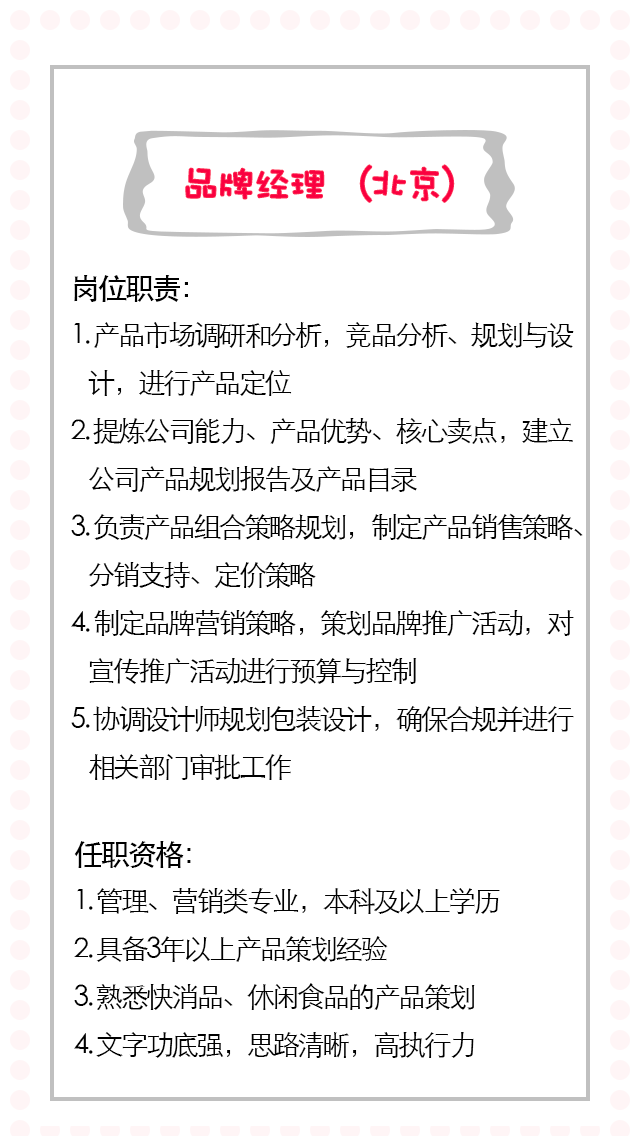 品牌经理 （北京）
岗位职责：
1. 产品市场调研和分析，竞品分析、规划与设
计，进行产品定位
2. 提炼公司能力、产品优势、核心卖点，建立
公司产品规划报告及产品目录
3. 负责产品组合策略规划，制定产品销售策略、
分销支持、定价策略
4. 制定品牌营销策略，策划品牌推广活动，对
宣传推广活动进行预算与控制
5. 协调设计师规划包装设计，确保合规并进行
相关部门审批工作
任职资格：
1. 管理、营销类专业，本科及以上学历
2. 具备3年以上产品策划经验
3. 熟悉快消品、休闲食品的产品策划
4. 文字功底强，思路清晰，高执行力